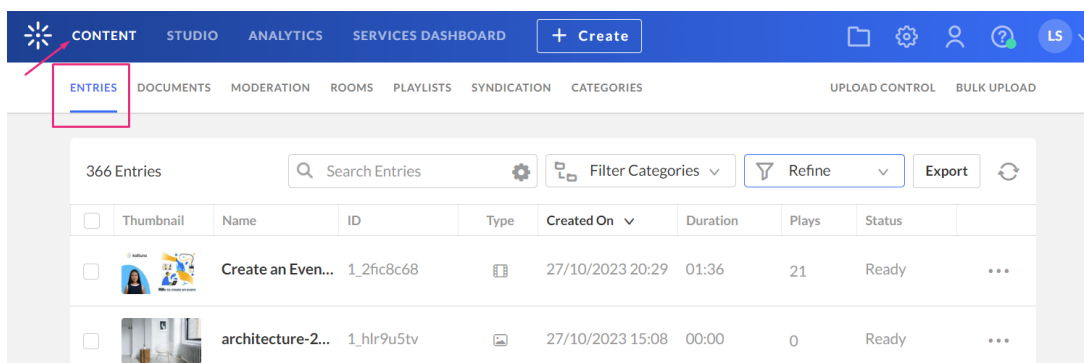 CONTENT STUDIO ANALYTICS SERVICES DASHBOARD + Create LS
ENTRIES DOCUMENTS MODERATION ROOMS PLAYLISTS SYNDICATION CATEGORIES UPLOAD CONTROL BULK UPLOAD
366 Entries Search Entries Filter Categories Refine Export
Thumbnail Name ID Type Created On Duration Plays Status
Create an Even... 1_2fic8c68 27/10/2023 20:29 01:36 21 Ready
architecture-2... 1_hlr9u5tv 27/10/2023 15:08 00:00 0 Ready